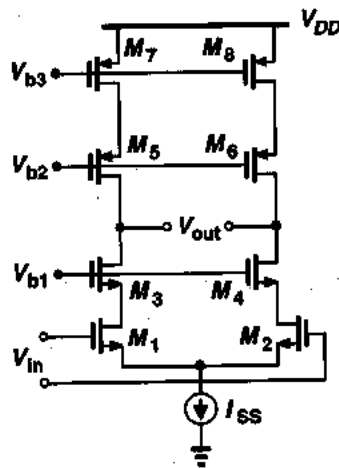 V_DD
M_7 M_8
V_b3
M_5 M_6
V_b2
V_out
V_b1
M_3 M_4
M_1 M_2
V_in
I_SS